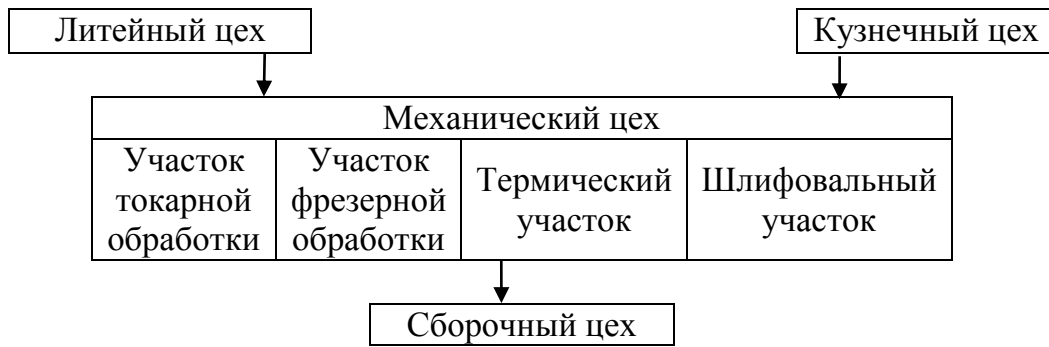 Литейный цех
Кузнечный цех
Механический цех
Участок
токарной
обработки
Участок
фрезерной
обработки
Термический
участок
Шлифовальный
участок
Сборочный цех